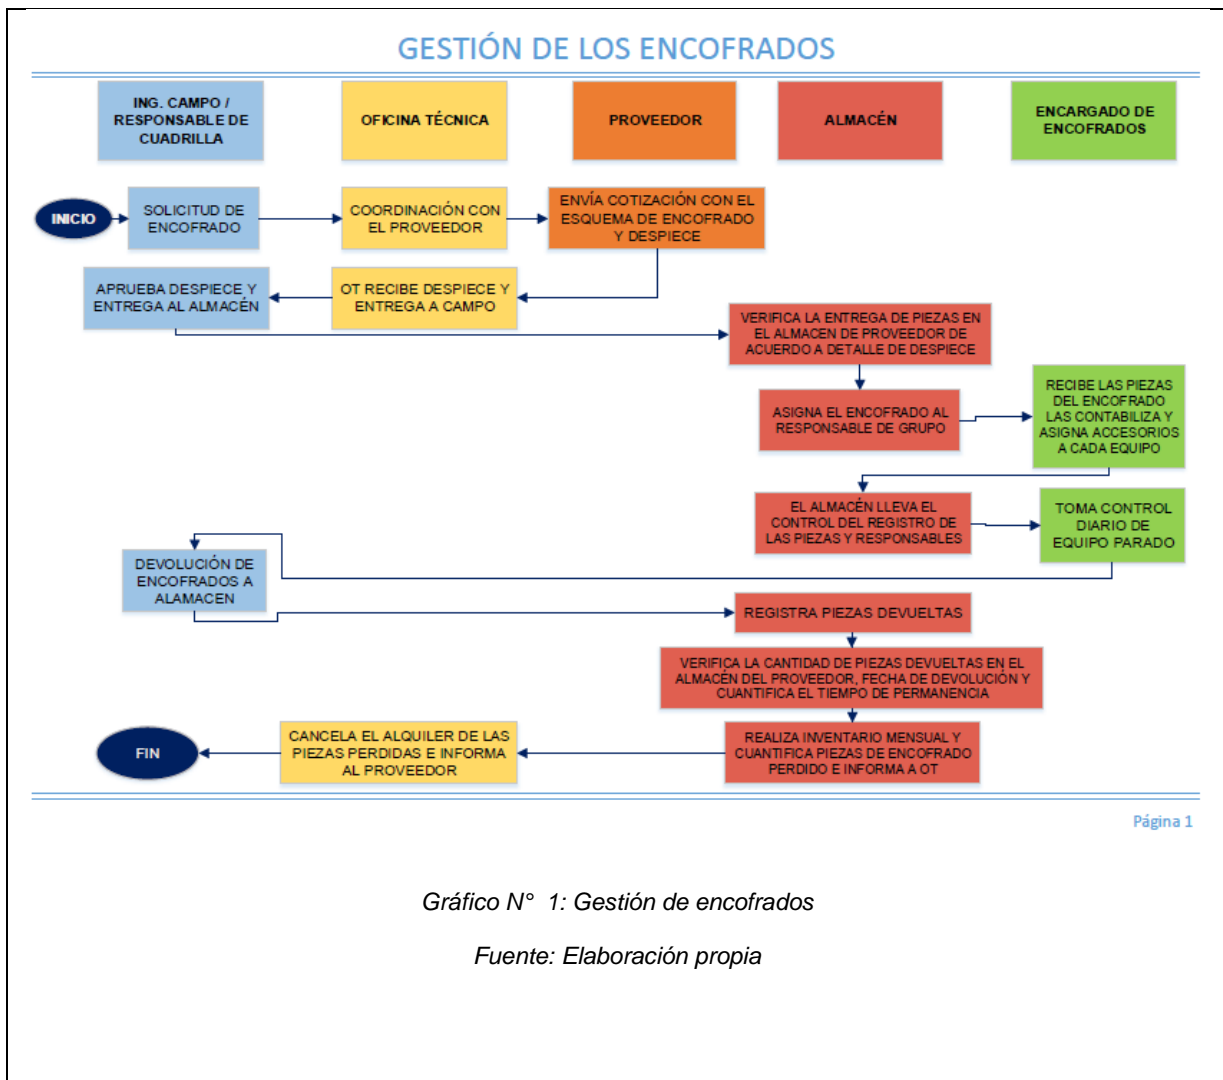 GESTIÓN DE LOS ENCOFRADOS
ING. CAMPO /
RESPONSABLE DE
CUADRILLA
OFICINA TÉCNICA
PROVEEDOR
ALMACÉN
ENCARGADO DE
ENCOFRADOS
INICIO
SOLICITUD DE
ENCOFRADO
COORDINACIÓN CON
EL PROVEEDOR
ENVÍA COTIZACIÓN CON EL
ESQUEMA DE ENCOFRADO
Y DESPIECE
APRUEBA DESPIECE Y
ENTREGA AL ALMACÉN
OT RECIBE DESPIECE Y
ENTREGA A CAMPO
VERIFICA LA ENTREGA DE PIEZAS EN
EL ALMACEN DE PROVEEDOR DE
ACUERDO A DETALLE DE DESPIECE
ASIGNA EL ENCOFRADO AL
RESPONSABLE DE GRUPO
RECIBE LAS PIEZAS
DEL ENCOFRADO
LAS CONTABILIZA Y
ASIGNA ACCESORIOS
A CADA EQUIPO
EL ALMACÉN LLEVA EL
CONTROL DEL REGISTRO DE
LAS PIEZAS Y RESPONSABLES
TOMA CONTROL
DIARIO DE
EQUIPO PARADO
DEVOLUCIÓN DE
ENCOFRADOS A
ALAMACEN
REGISTRA PIEZAS DEVUELTAS
VERIFICA LA CANTIDAD DE PIEZAS DEVUELTAS EN EL
ALMACÉN DEL PROVEEDOR, FECHA DE DEVOLUCIÓN Y
CUANTIFICA EL TIEMPO DE PERMANENCIA
REALIZA INVENTARIO MENSUAL Y
CUANTIFICA PIEZAS DE ENCOFRADO
PERDIDO E INFORMA A OT
CANCELA EL ALQUILER DE LAS
PIEZAS PERDIDAS E INFORMA
AL PROVEEDOR
FIN
Página 1
Gráfico N° 1: Gestión de encofrados
Fuente: Elaboración propia